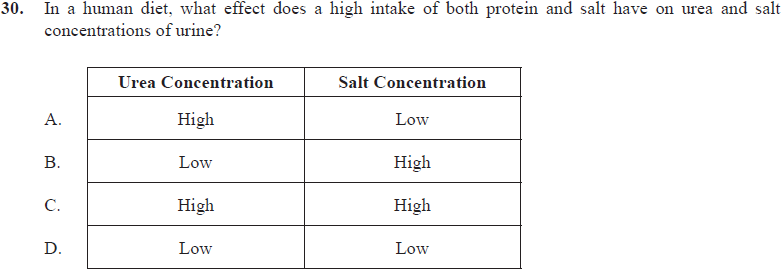 30. In a human diet, what effect does a high intake of both protein and salt have on urea and salt
concentrations of urine?
Urea Concentration Salt Concentration
A. High Low
B. Low High
C. High High
D. Low Low